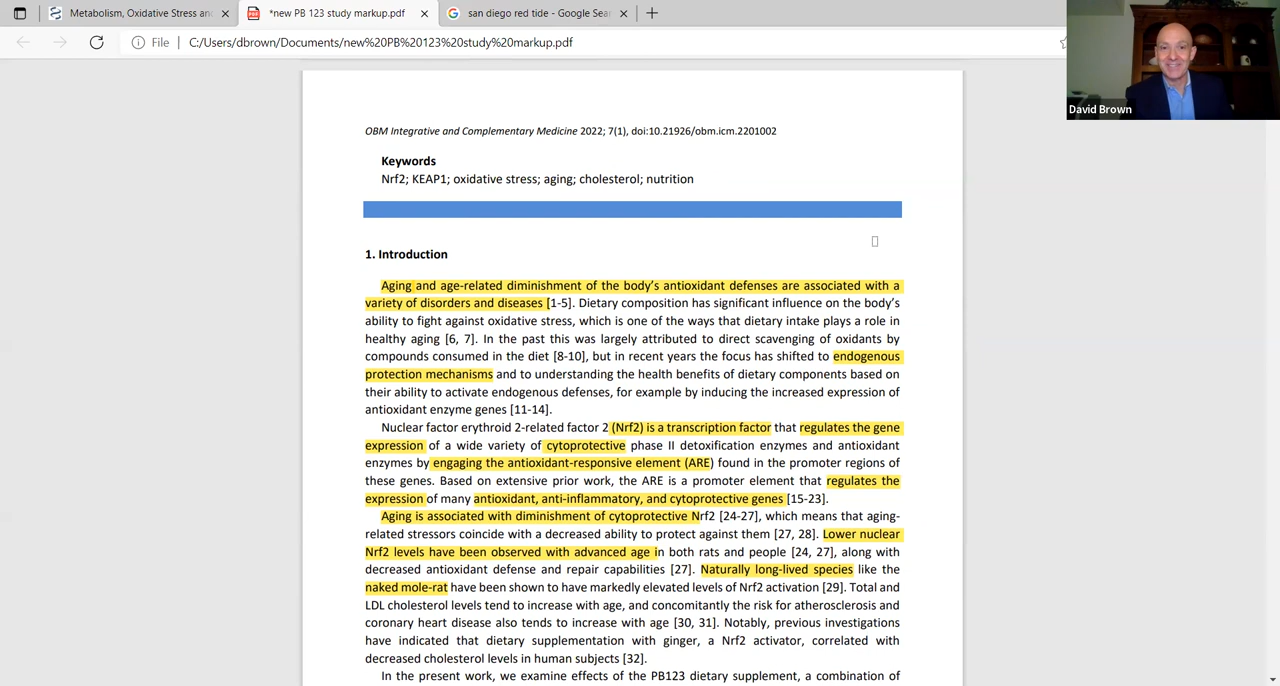 Metabolism, Oxidative Stress and
*new PB 123 study markup.pdf
san diego red tide - Google Sear
File
C:/Users/dbrown/Documents/new%20PB%20123%20study%20markup.pdf
David Brown
OBM Integrative and Complementary Medicine 2022; 7(1), doi:10.21926/obm.icm.2201002
Keywords
Nrf2; KEAP1; oxidative stress; aging; cholesterol; nutrition
1. Introduction
Aging and age-related diminishment of the body's antioxidant defenses are associated with a
variety of disorders and diseases [1-5]. Dietary composition has significant influence on the body's
ability to fight against oxidative stress, which is one of the ways that dietary intake plays a role in
healthy aging [6, 7]. In the past this was largely attributed to direct scavenging of oxidants by
compounds consumed in the diet [8-10], but in recent years the focus has shifted to endogenous
protection mechanisms and to understanding the health benefits of dietary components based on
their ability to activate endogenous defenses, for example by inducing the increased expression of
antioxidant enzyme genes [11-14].
Nuclear factor erythroid 2-related factor 2 (Nrf2) is a transcription factor that regulates the gene
expression of a wide variety of cytoprotective phase II detoxification enzymes and antioxidant
enzymes by engaging the antioxidant-responsive element (ARE) found in the promoter regions of
these genes. Based on extensive prior work, the ARE is a promoter element that regulates the
expression of many antioxidant, anti-inflammatory, and cytoprotective genes [15-23].
Aging is associated with diminishment of cytoprotective Nrf2 [24-27], which means that aging-
related stressors coincide with a decreased ability to protect against them [27, 28]. Lower nuclear
Nrf2 levels have been observed with advanced age in both rats and people [24, 27], along with
decreased antioxidant defense and repair capabilities [27]. Naturally long-lived species like the
naked mole-rat have been shown to have markedly elevated levels of Nrf2 activation [29]. Total and
LDL cholesterol levels tend to increase with age, and concomitantly the risk for atherosclerosis and
coronary heart disease also tends to increase with age [30, 31]. Notably, previous investigations
have indicated that dietary supplementation with ginger, a Nrf2 activator, correlated with
decreased cholesterol levels in human subjects [32].
In the present work, we examine effects of the PB123 dietary supplement, a combination of